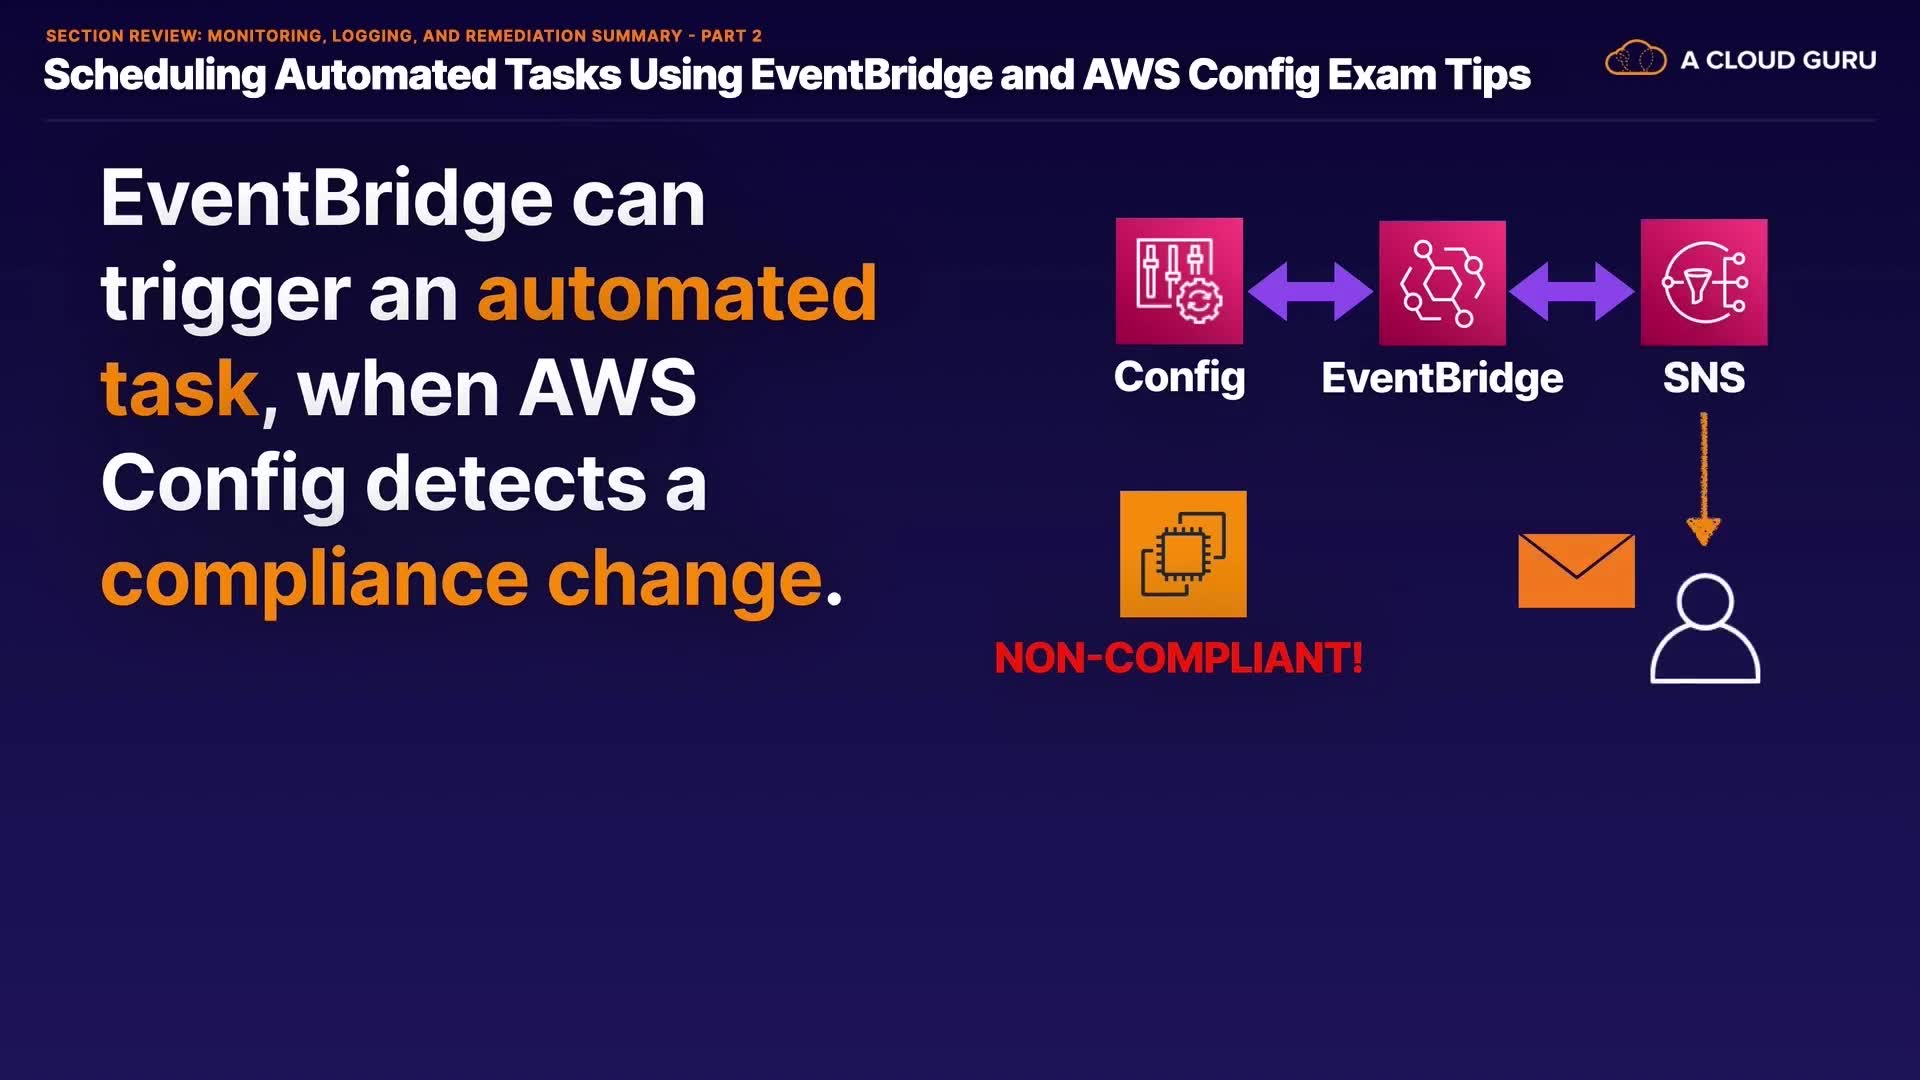 SECTION REVIEW: MONITORING, LOGGING, AND REMEDIATION SUMMARY - PART 2
Scheduling Automated Tasks Using EventBridge and AWS Config Exam Tips
A CLOUD GURU
EventBridge can
trigger an automated
task, when AWS
Config detects a
compliance change.
Config
EventBridge
SNS
NON-COMPLIANT!